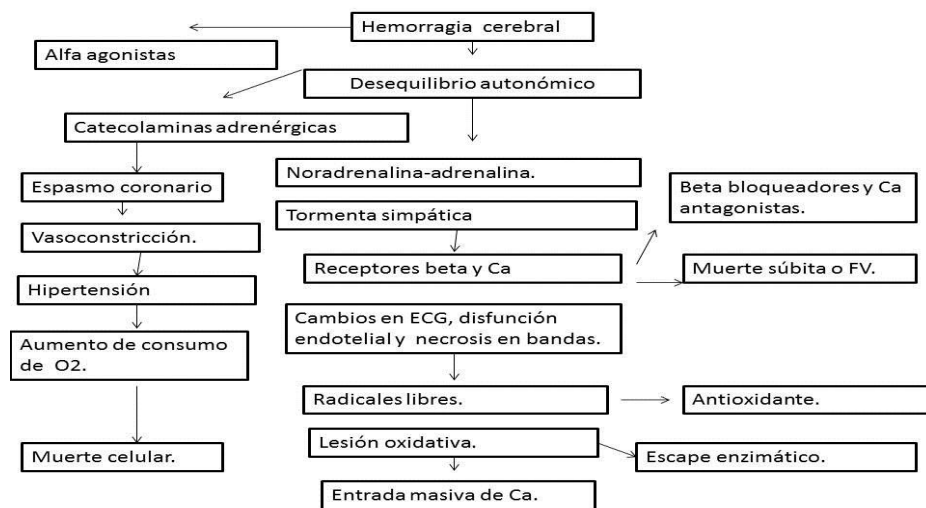 Hemorragia cerebral
Alfa agonistas
Desequilibrio autonómico
Catecolaminas adrenérgicas
Noradrenalina-adrenalina.
Espasmo coronario
Beta bloqueadores y Ca
antagonistas.
Tormenta simpática
Vasoconstricción.
Receptores beta y Ca
Muerte súbita o FV.
Hipertensión
Cambios en ECG, disfunción
endotelial y necrosis en bandas.
Aumento de consumo
de O2.
Radicales libres.
Antioxidante.
Lesión oxidativa.
Muerte celular.
Escape enzimático.
Entrada masiva de Ca.